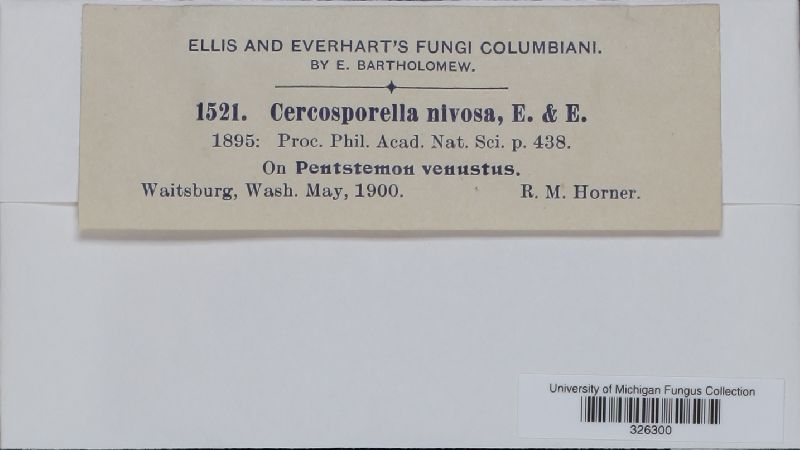 ELLIS AND EVERHART'S FUNGI COLUMBIANI.
BY E. BARTHOLOMEW.
1521. Cercosporella nivosa, E. & E.
1895: Proc. Phil. Acad. Nat. Sci. p. 438.
On Pentstemon venustus.
Waitsburg, Wash. May, 1900. R. M. Horner.
University of Michigan Fungus Collection
326300